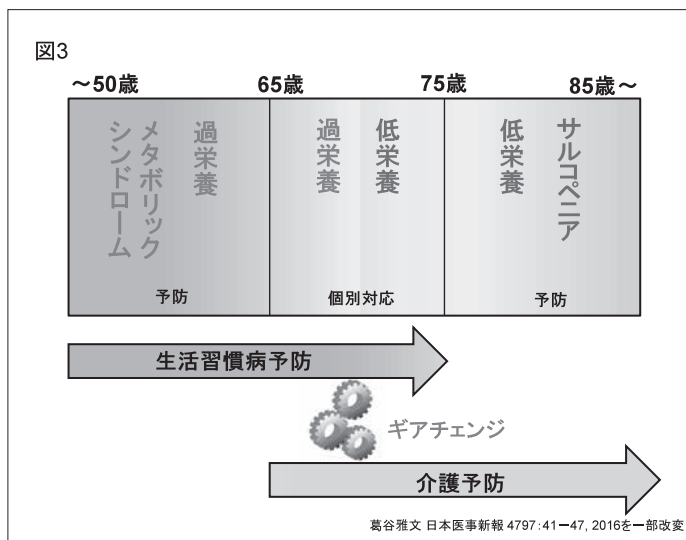 図3
～50歳 65歳 75歳 85歳～
メタボリック
シンドローム
過栄養
過栄養
低栄養
低栄養
サルコペニア
予防 個別対応 予防
生活習慣病予防
ギアチェンジ
介護予防
葛谷雅文 日本医事新報 4797：41－47, 2016を一部改変